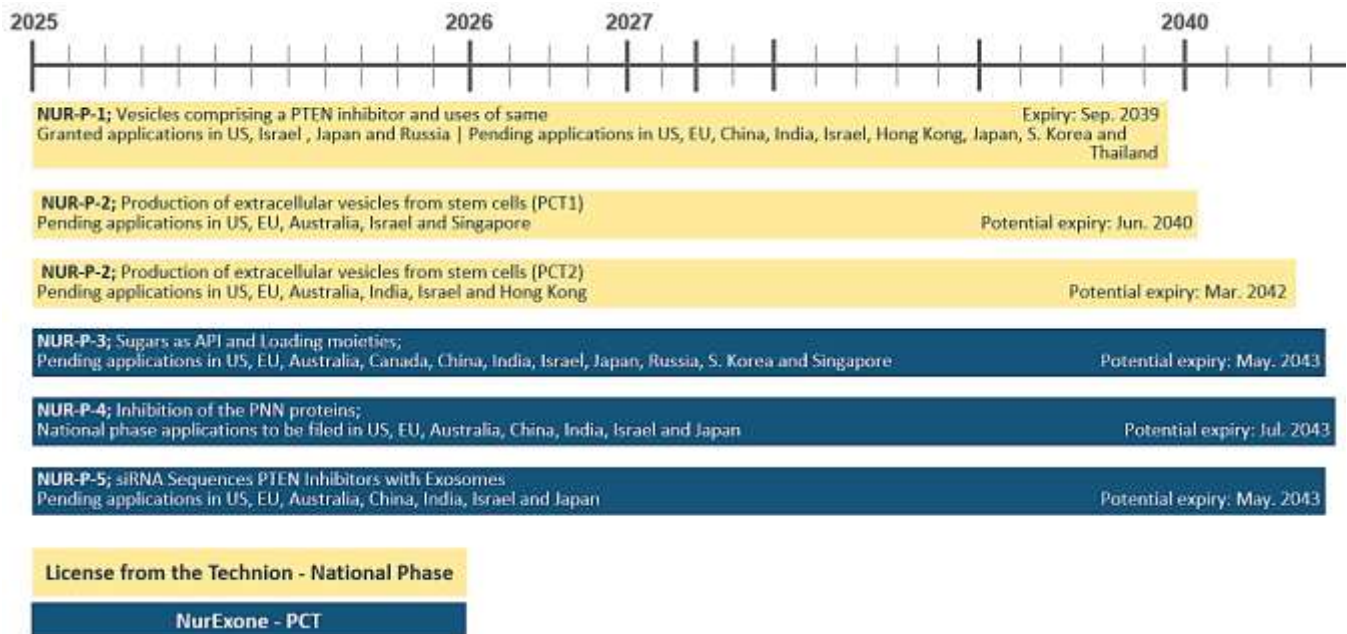 2025 2026 2027 2040
NUR-P-1; Vesicles comprising a PTEN inhibitor and uses of same Expiry: Sep. 2039
Granted applications in US, Israel , Japan and Russia | Pending applications in US, EU, China, India, Israel, Hong Kong, Japan, S. Korea and
Thailand
NUR-P-2; Production of extracellular vesicles from stem cells (PCT1)
Pending applications in US, EU, Australia, Israel and Singapore Potential expiry: Jun. 2040
NUR-P-2; Production of extracellular vesicles from stem cells (PCT2)
Pending applications in US, EU, Australia, India, Israel and Hong Kong Potential expiry: Mar. 2042
NUR-P-3; Sugars as API and Loading moieties;
Pending applications in US, EU, Australia, Canada, China, India, Israel, Japan, Russia, S. Korea and Singapore Potential expiry: May. 2043
NUR-P-4; Inhibition of the PNN proteins;
National phase applications to be filed in US, EU, Australia, China, India, Israel and Japan Potential expiry: Jul. 2043
NUR-P-5; siRNA Sequences PTEN Inhibitors with Exosomes
Pending applications in US, EU, Australia, China, India, Israel and Japan Potential expiry: May. 2043
License from the Technion - National Phase
NurExone - PCT